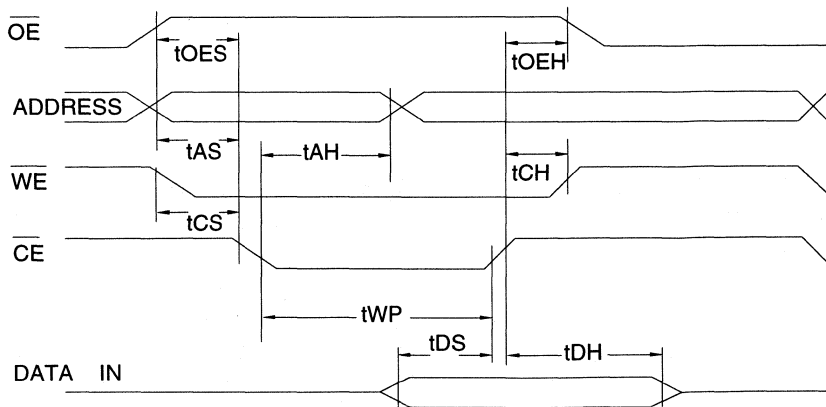 OE
tOES
tOEH
ADDRESS
tAS
tAH
WE
tCH
tCS
CE
tWP
tDS
tDH
DATA IN